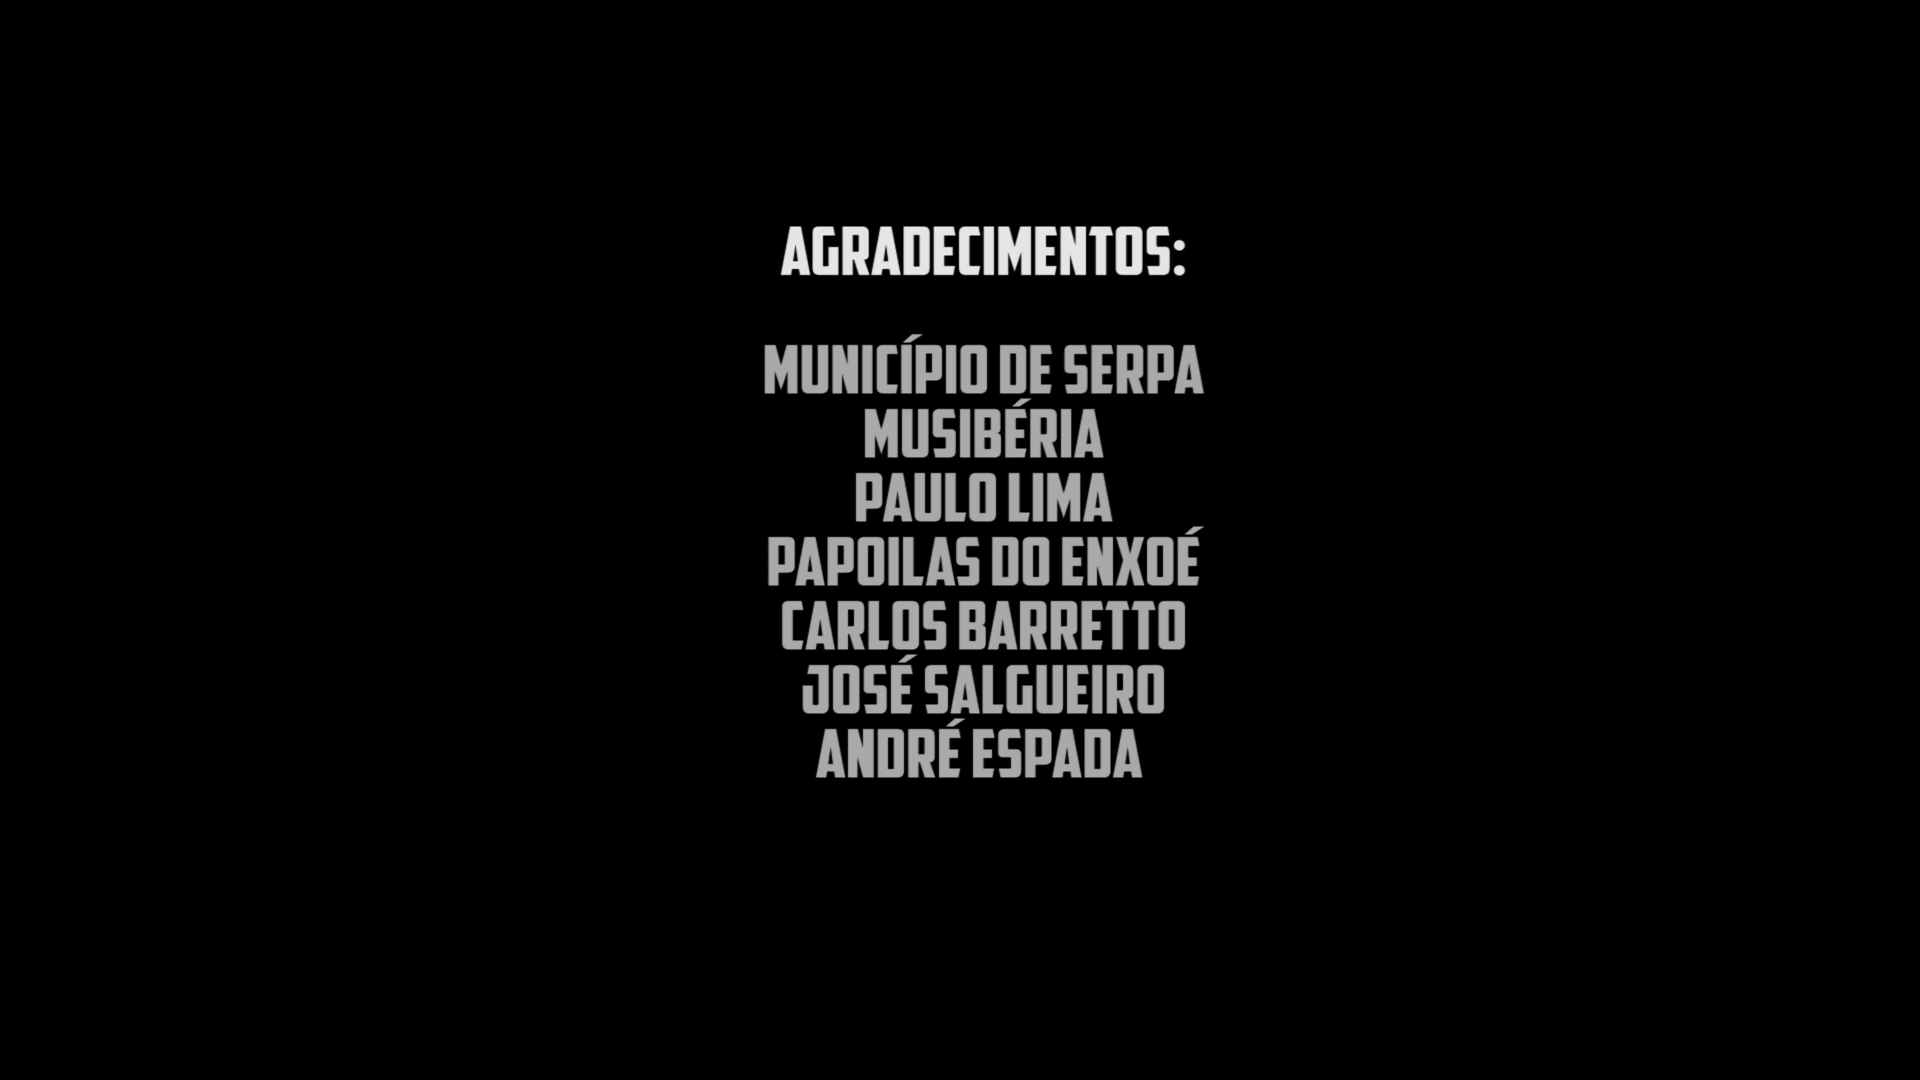 AGRADECIMENTOS:
MUNICÍPIO DE SERPA
MUSIBÉRIA
PAULO LIMA
PAPOILAS DO ENXOÉ
CARLOS BARRETTO
JOSÉ SALGUEIRO
ANDRÉ ESPADA